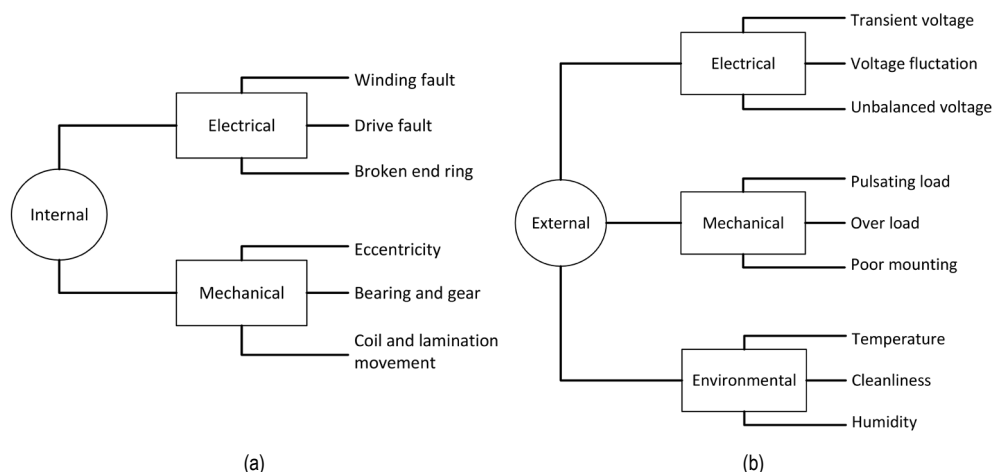 Internal
Electrical
Winding fault
Drive fault
Broken end ring
Mechanical
Eccentricity
Bearing and gear
Coil and lamination
movement
(a)
External
Electrical
Transient voltage
Voltage fluctation
Unbalanced voltage
Mechanical
Pulsating load
Over load
Poor mounting
Environmental
Temperature
Cleanliness
Humidity
(b)